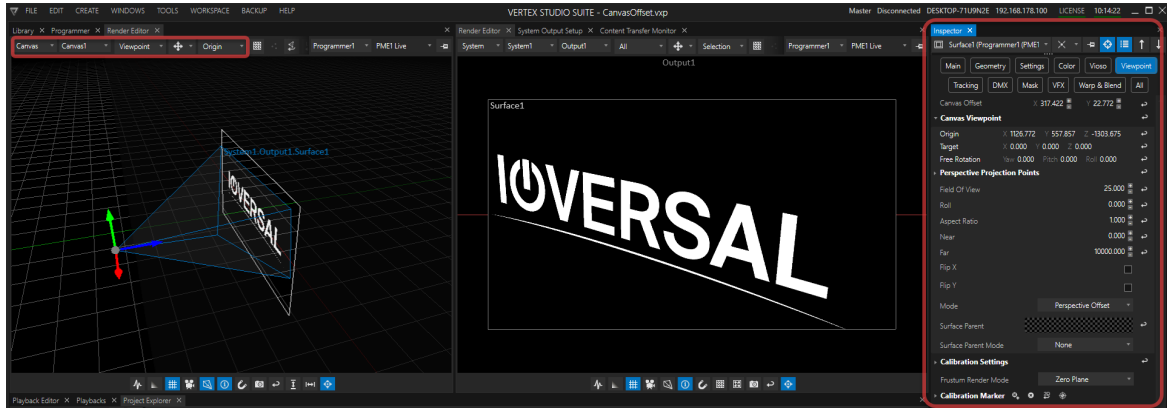 FILE EDIT CREATE WINDOWS TOOLS WORKSPACE BACKUP HELP VERTEX STUDIO SUITE - CanvasOffset.vxp Master Disconnected DESKTOP-71U9N2E 192.168.178.100 LICENSE 10:14:22
Library Programmer Render Editor Render Editor System Output Setup Content Transfer Monitor Inspector
Canvas Canvas1 Viewpoint Origin Programmer1 PME1 Live System System1 Output1 All Selection Programmer1 PME1 Live Surface1 (Programmer1 (PME1
Output1
Main Geometry Settings Color Vioso Viewpoint
Tracking DMX Mask VFX Warp & Blend All
Surface1
Canvas Offset X 317.422 Y 22.772
Canvas Viewpoint
Origin X 1126.772 Y 557.857 Z -1303.675
Target X 0.000 Y 0.000 Z 0.000
System1.Output1.Surface1
Free Rotation Yaw 0.000 Pitch 0.000 Roll 0.000
Perspective Projection Points
IOVERSAL
IOVERSAL
Field Of View 25.000
Roll 0.000
Aspect Ratio 1.000
Near 0.000
Far 10000.000
Flip X
Flip Y
Mode Perspective Offset
Surface Parent
Surface Parent Mode None
Calibration Settings
Frustum Render Mode Zero Plane
Calibration Marker
Playback Editor Playbacks Project Explorer